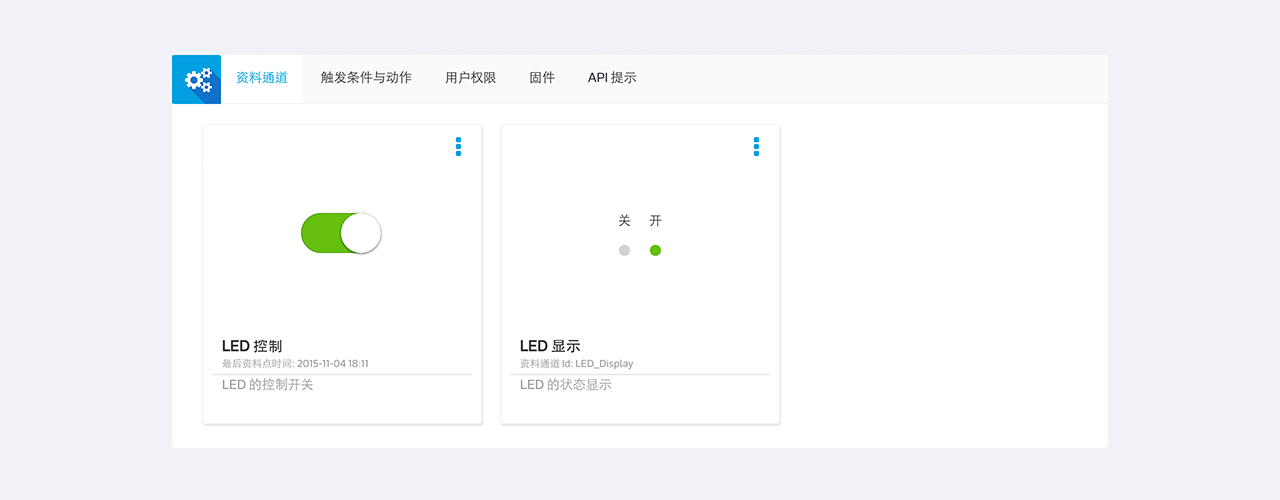 资料通道 触发条件与动作 用户权限 固件 API 提示
LED 控制
最后资料点时间: 2015-11-04 18:11
LED 的控制开关
关 开
LED 显示
资料通道 Id: LED_Display
LED 的状态显示